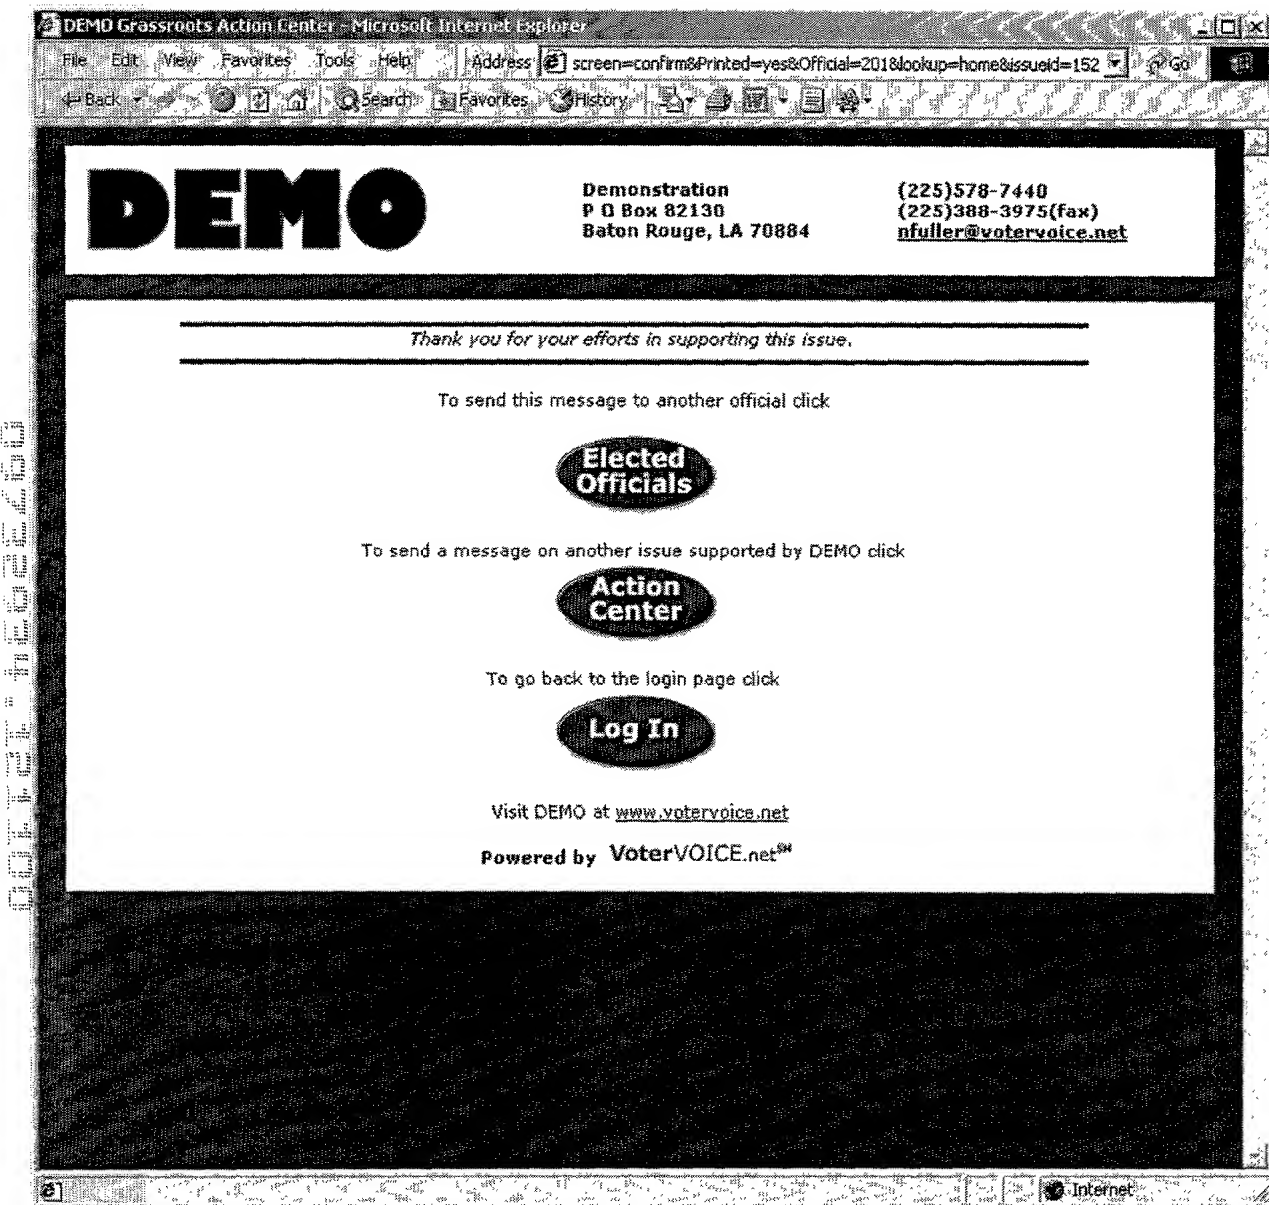 DEMO Grassroots Action Center - Microsoft Internet Explorer
File Edit View Favorites Tools Help Address screen=confirm&Printed=yes&Official=201&lookup=home&issueid=152 Go
Back Search Favorites History
DEMO
Demonstration
P O Box 82130
Baton Rouge, LA 70884
(225)578-7440
(225)388-3975(fax)
nfuller@votervoice.net
Thank you for your efforts in supporting this issue.
To send this message to another official click
Elected
Officials
To send a message on another issue supported by DEMO click
Action
Center
To go back to the login page click
Log In
Visit DEMO at www.votervoice.net
Powered by VoterVOICE.net℠
Internet